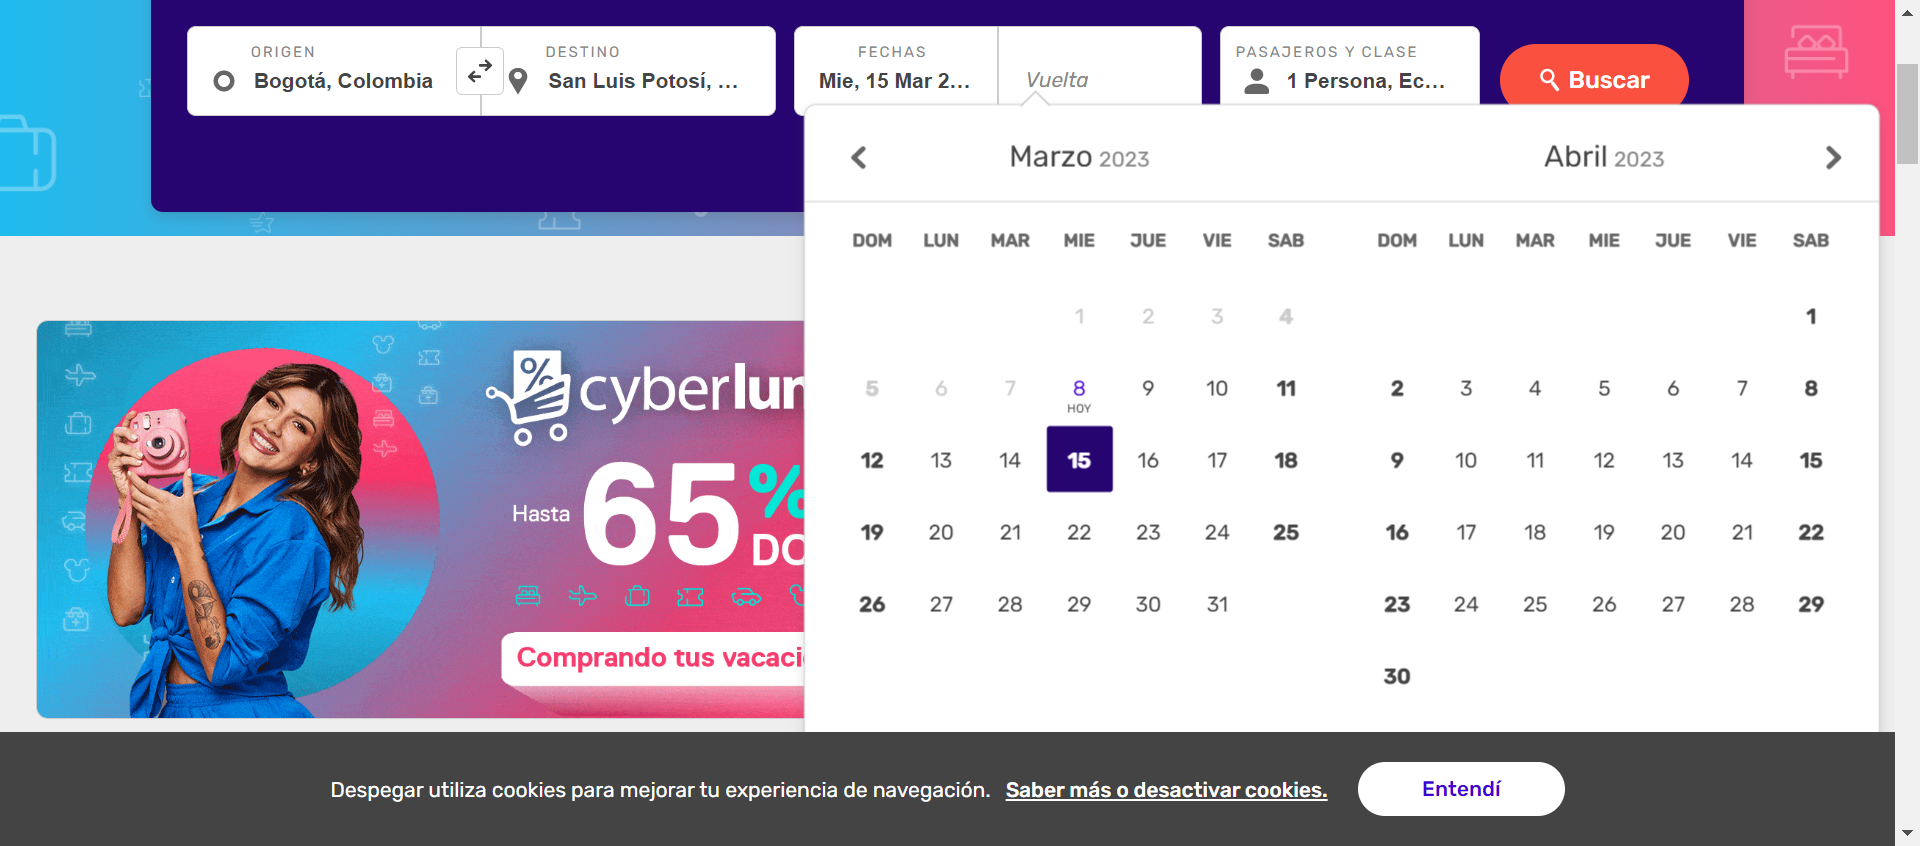 ORIGEN
Bogotá, Colombia
DESTINO
San Luis Potosí, ...
FECHAS
Mie, 15 Mar 2...
Vuelta
PASAJEROS Y CLASE
1 Persona, Ec...
Buscar
Marzo 2023
DOM LUN MAR MIE JUE VIE SAB
1 2 3 4
5 6 7 8 9 10 11
HOY
12 13 14 15 16 17 18
19 20 21 22 23 24 25
26 27 28 29 30 31
Abril 2023
DOM LUN MAR MIE JUE VIE SAB
1
2 3 4 5 6 7 8
9 10 11 12 13 14 15
16 17 18 19 20 21 22
23 24 25 26 27 28 29
30
% cyberlun
Hasta 65%
DO
Comprando tus vacaci
Despegar utiliza cookies para mejorar tu experiencia de navegación. Saber más o desactivar cookies.
Entendí